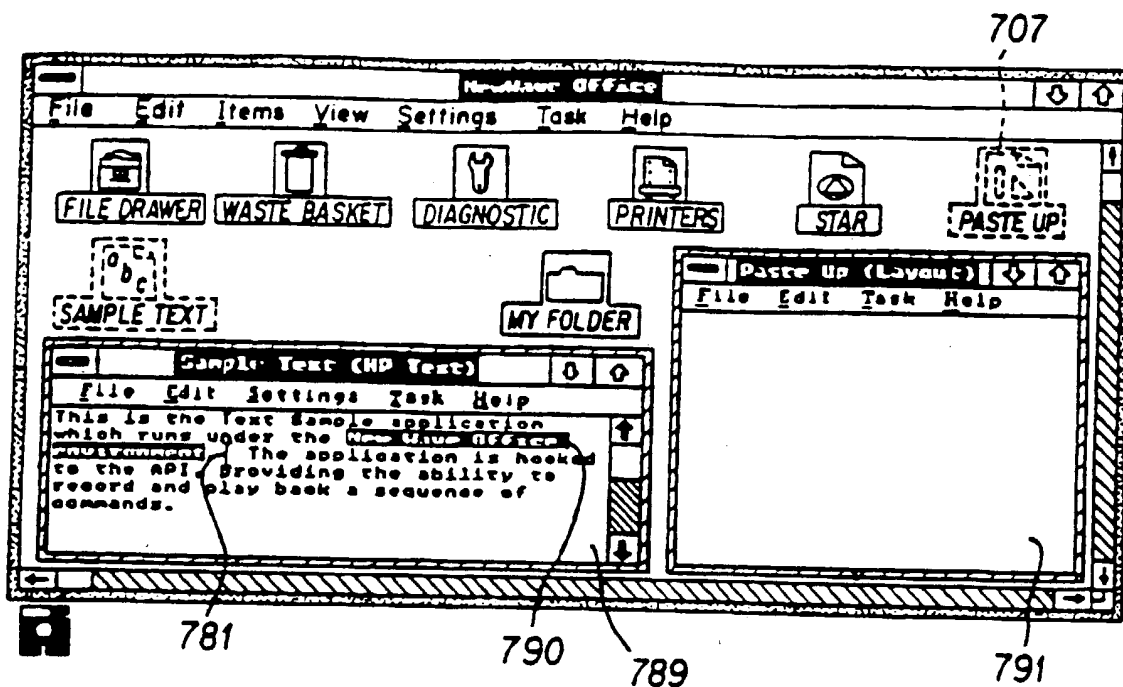 707
NewWave Office
File Edit Items View Settings Task Help
FILE DRAWER WASTE BASKET DIAGNOSTIC PRINTERS STAR PASTE UP
SAMPLE TEXT MY FOLDER
Paste Up (Layout)
File Edit Task Help
Sample Text (HP Text)
File Edit Settings Task Help
This is the Text Sample application
which runs under the New Wave Office
environment. The application is hooked
to the API, providing the ability to
record and play back a sequence of
commands.
781 790 789 791